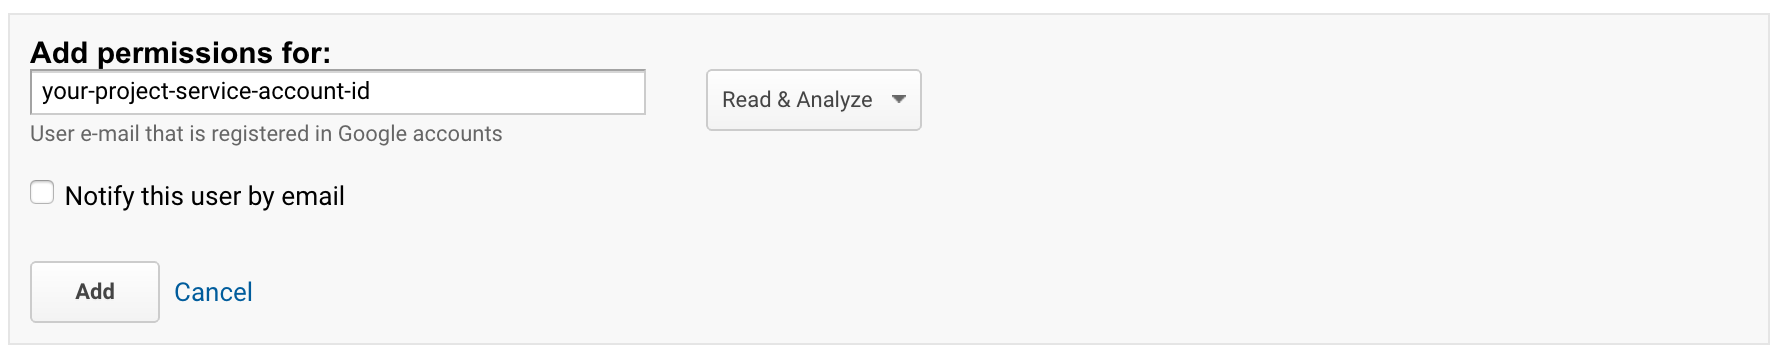 Add permissions for:
your-project-service-account-id
Read & Analyze
User e-mail that is registered in Google accounts
Notify this user by email
Add
Cancel